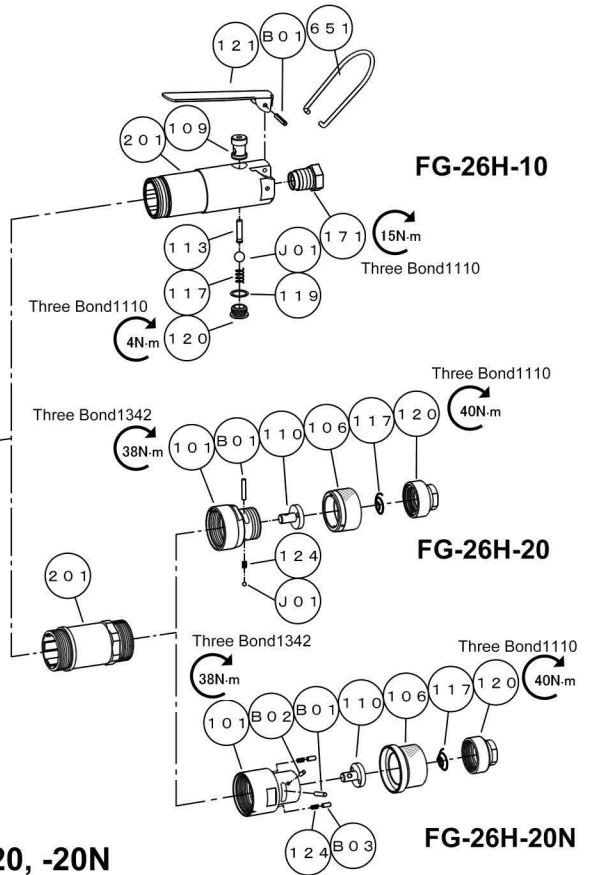 121
B01
651
109
201
FG-26H-10
113
J01
171
15N·m
Three Bond1110
117
119
Three Bond1110
4N·m
120
Three Bond1110
40N·m
Three Bond1342
38N·m
101
B01
110
106
117
120
124
J01
FG-26H-20
201
Three Bond1342
38N·m
Three Bond1110
40N·m
101
B02
B01
110
106
117
120
124
B03
FG-26H-20N
20, -20N